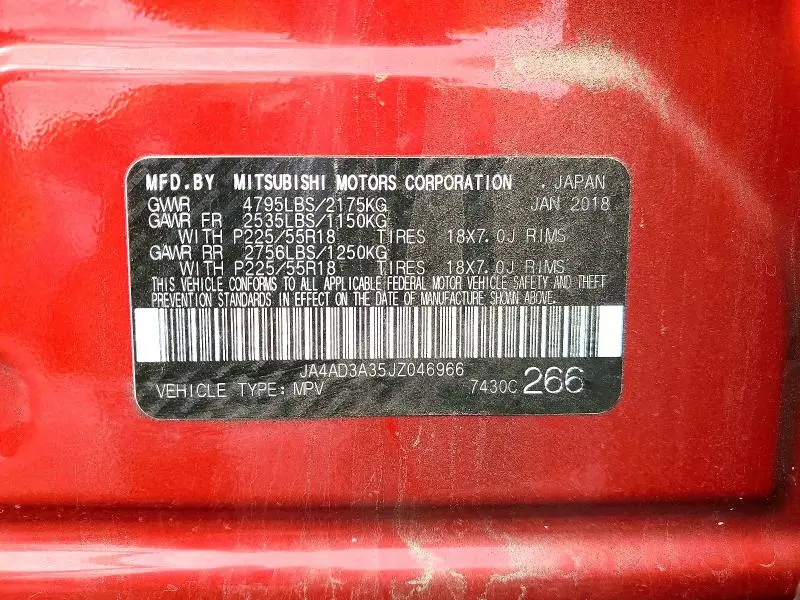 MFD.BY MITSUBISHI MOTORS CORPORATION . JAPAN
GVWR 4795LBS/2175KG JAN 2018
GAWR FR 2535LBS/1150KG
WITH P225/55R18 TIRES 18X7.0J RIMS
GAWR RR 2756LBS/1250KG
WITH P225/55R18 TIRES 18X7.0J RIMS
THIS VEHICLE CONFORMS TO ALL APPLICABLE FEDERAL MOTOR VEHICLE SAFETY AND THEFT
PREVENTION STANDARDS IN EFFECT ON THE DATE OF MANUFACTURE SHOWN ABOVE.
JA4AD3A35JZ046966
VEHICLE TYPE:MPV 7430C 266